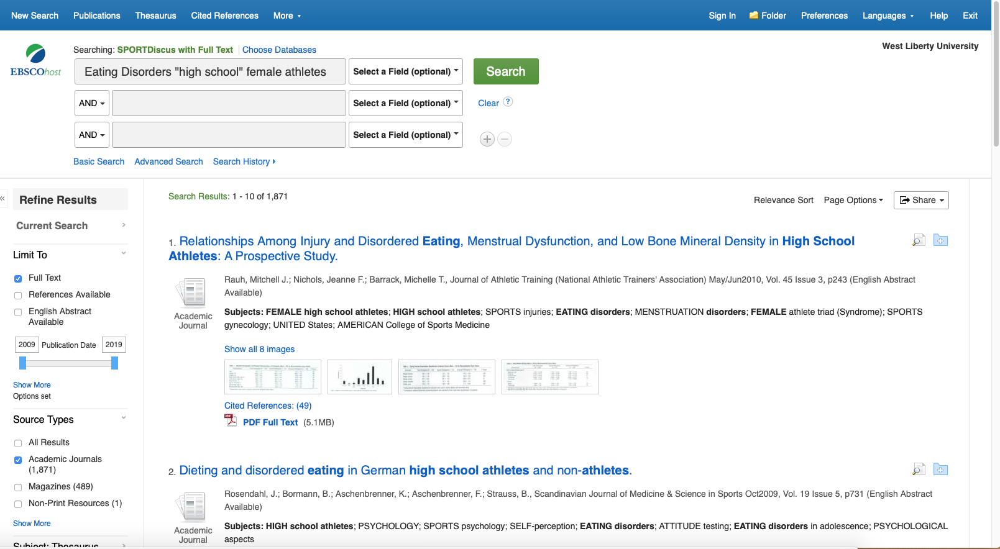 New Search Publications Thesaurus Cited References More Sign In Folder Preferences Languages Help Exit
EBSCOhost
Searching: SPORTDiscus with Full Text Choose Databases
West Liberty University
Eating Disorders "high school" female athletes Select a Field (optional) Search
AND Select a Field (optional) Clear ?
AND Select a Field (optional)
Basic Search Advanced Search Search History
«
Refine Results
Current Search
Limit To
Full Text
References Available
English Abstract
Available
2009 Publication Date 2019
Show More
Options set
Source Types
All Results
Academic Journals
(1,871)
Magazines (489)
Non-Print Resources (1)
Show More
Subject: Thesaurus
Search Results: 1 - 10 of 1,871
Relevance Sort Page Options Share
1. Relationships Among Injury and Disordered Eating, Menstrual Dysfunction, and Low Bone Mineral Density in High School
Athletes: A Prospective Study.
Academic
Journal
Rauh, Mitchell J.; Nichols, Jeanne F.; Barrack, Michelle T., Journal of Athletic Training (National Athletic Trainers' Association) May/Jun2010, Vol. 45 Issue 3, p243 (English Abstract
Available)
Subjects: FEMALE high school athletes; HIGH school athletes; SPORTS injuries; EATING disorders; MENSTRUATION disorders; FEMALE athlete triad (Syndrome); SPORTS
gynecology; UNITED States; AMERICAN College of Sports Medicine
Show all 8 images
Cited References: (49)
PDF
PDF Full Text (5.1MB)
2. Dieting and disordered eating in German high school athletes and non-athletes.
Academic
Journal
Rosendahl, J.; Bormann, B.; Aschenbrenner, K.; Aschenbrenner, F.; Strauss, B., Scandinavian Journal of Medicine & Science in Sports Oct2009, Vol. 19 Issue 5, p731 (English Abstract
Available)
Subjects: HIGH school athletes; PSYCHOLOGY; SPORTS psychology; SELF-perception; EATING disorders; ATTITUDE testing; EATING disorders in adolescence; PSYCHOLOGICAL
aspects